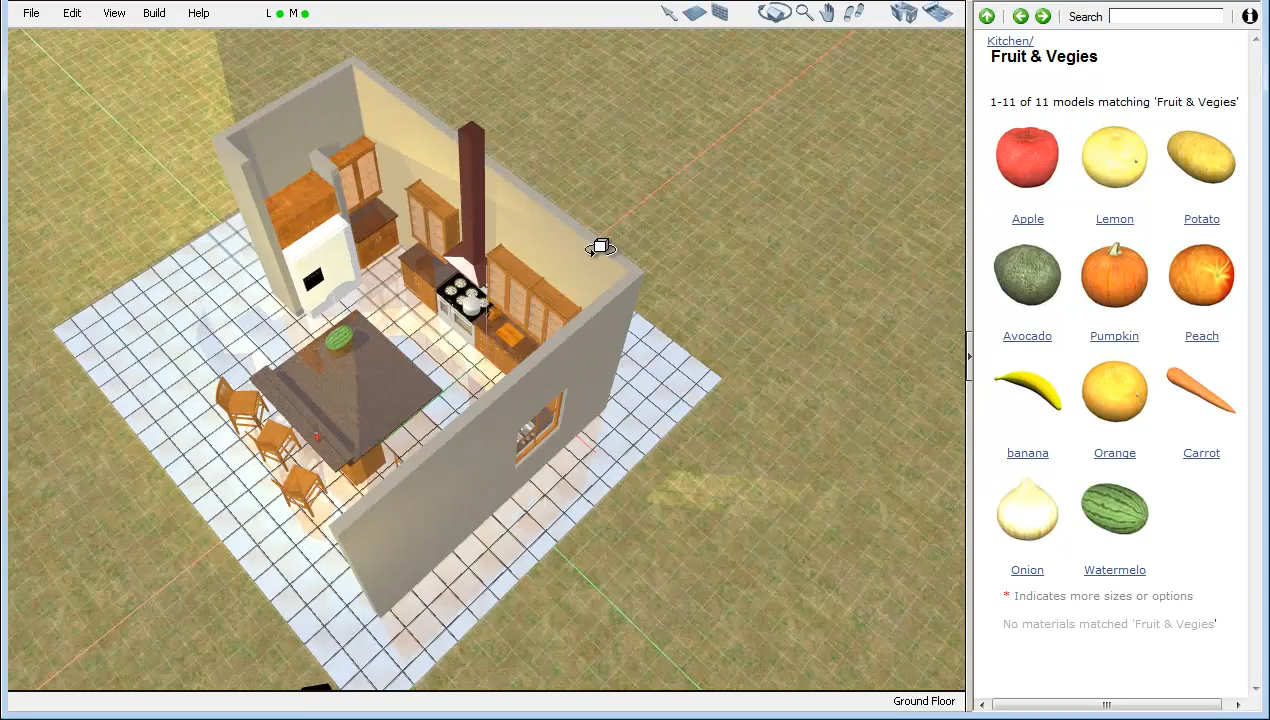 File Edit View Build Help L M
Search
Kitchen/
Fruit & Vegies
1-11 of 11 models matching 'Fruit & Vegies'
Apple Lemon Potato
Avocado Pumpkin Peach
banana Orange Carrot
Onion Watermelo
* Indicates more sizes or options
No materials matched 'Fruit & Vegies'
Ground Floor